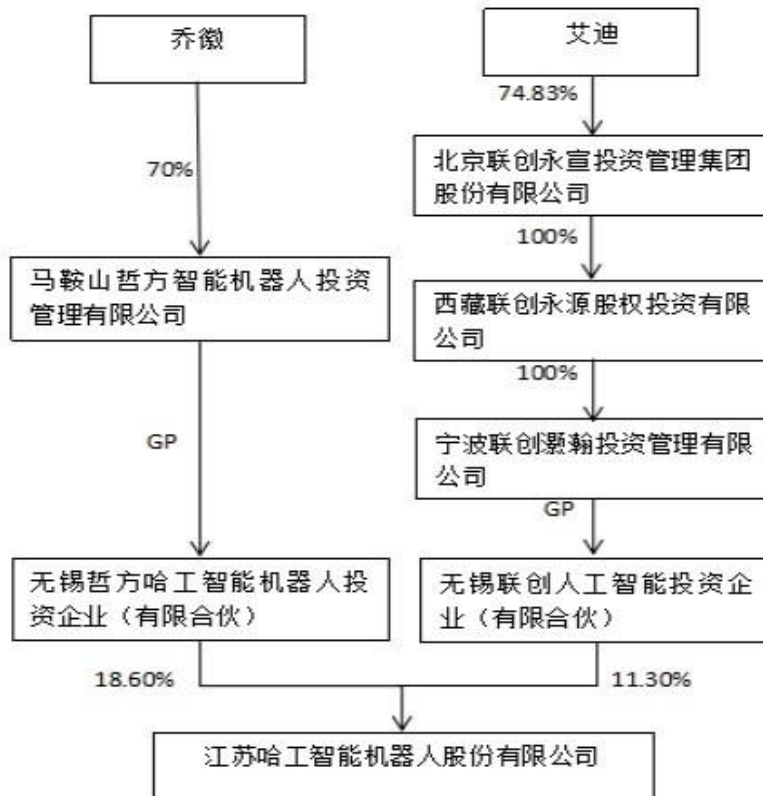 乔徽
艾迪
74.83%
北京联创永宣投资管理集团
股份有限公司
70%
100%
马鞍山哲方智能机器人投资
管理有限公司
西藏联创永源股权投资有限
公司
100%
GP
宁波联创灏瀚投资管理有限
公司
GP
无锡哲方哈工智能机器人投
资企业（有限合伙）
无锡联创人工智能投资企
业（有限合伙）
18.60%
11.30%
江苏哈工智能机器人股份有限公司